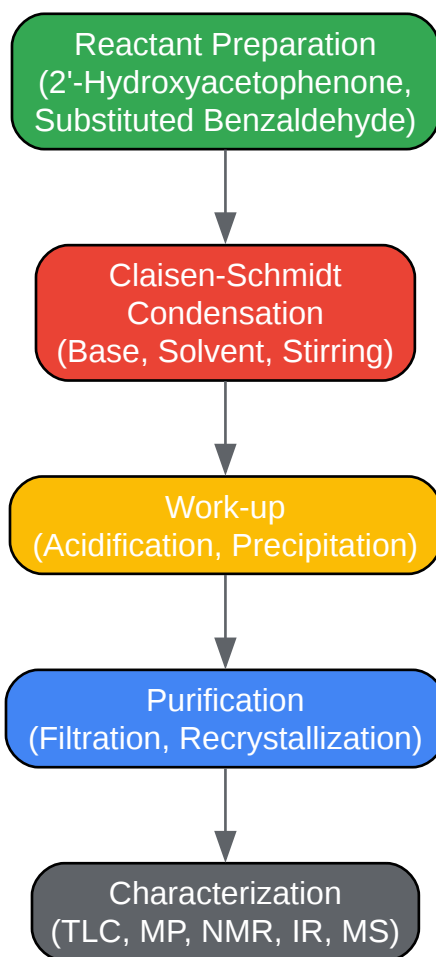 Reactant Preparation
(2'-Hydroxyacetophenone,
Substituted Benzaldehyde)
Claisen-Schmidt
Condensation
(Base, Solvent, Stirring)
Work-up
(Acidification, Precipitation)
Purification
(Filtration, Recrystallization)
Characterization
(TLC, MP, NMR, IR, MS)